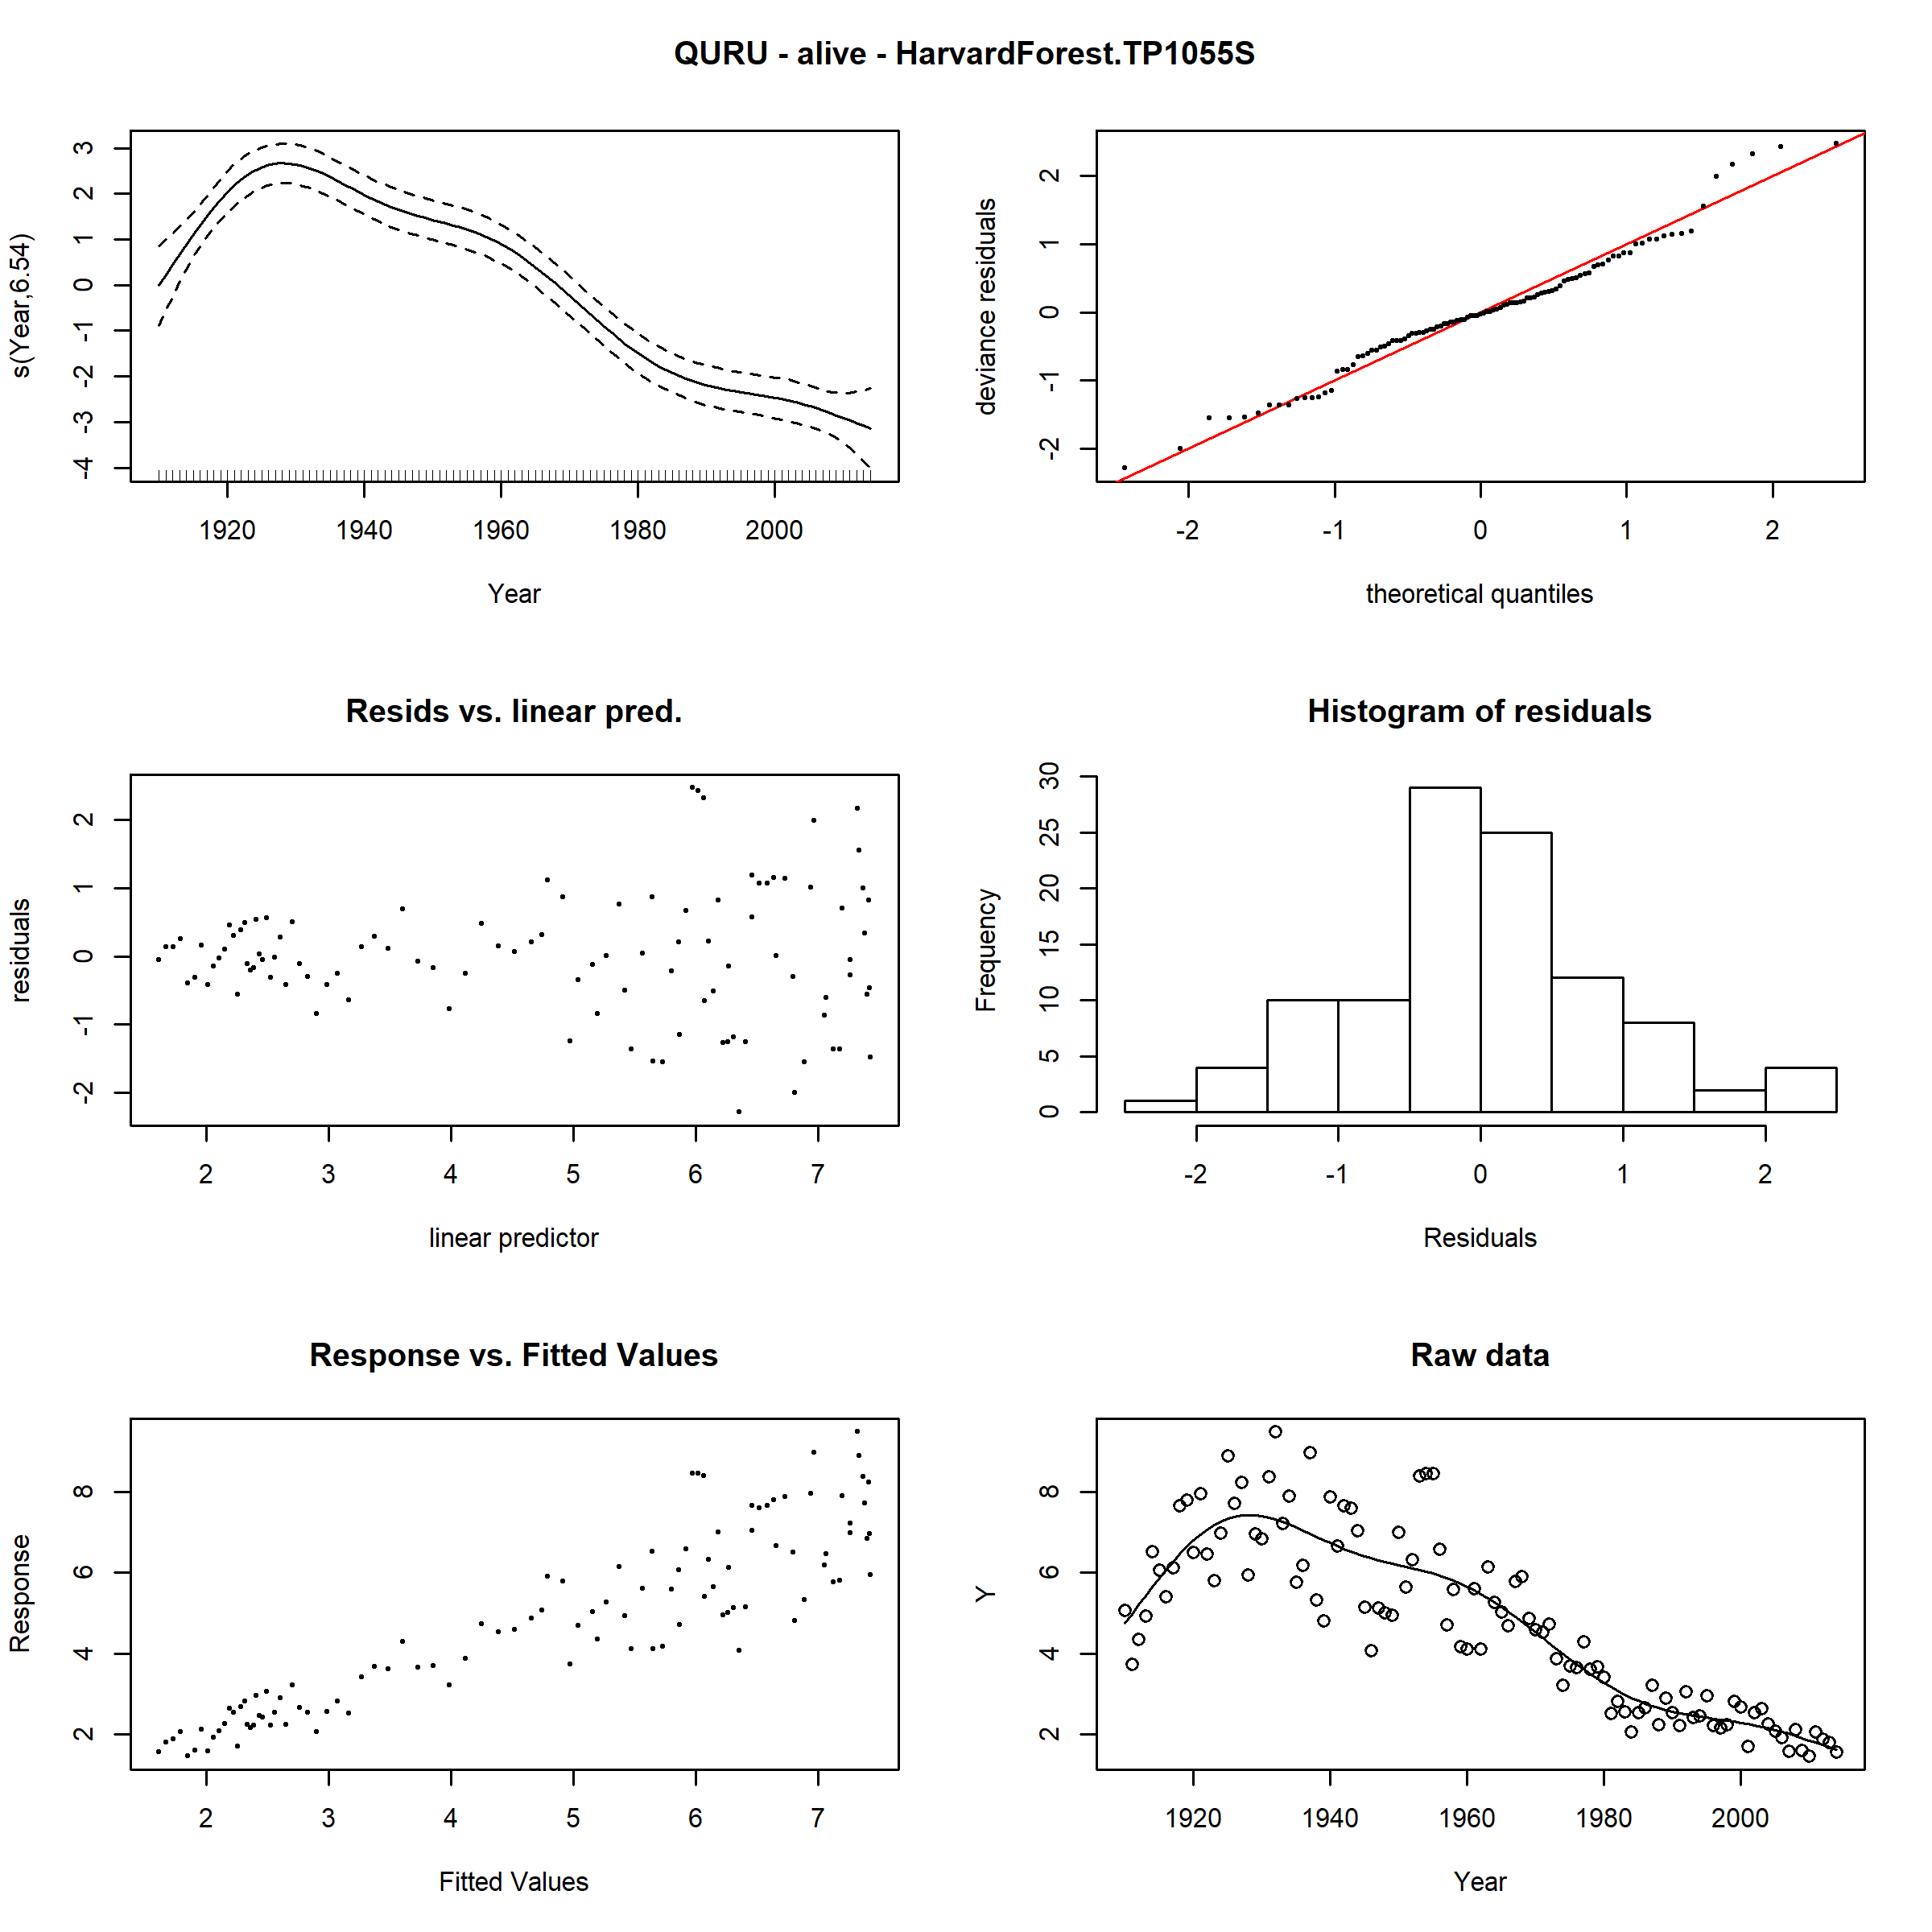 QURU - alive - HarvardForest.TP1055S
s(Year,6.54)
3
2
1
0
-1
-2
-3
-4
1920 1940 1960 1980 2000
Year
deviance residuals
2
1
0
-1
-2
-2 -1 0 1 2
theoretical quantiles
Resids vs. linear pred.
residuals
2
1
0
-1
-2
2 3 4 5 6 7
linear predictor
Histogram of residuals
Frequency
30
25
20
15
10
5
0
-2 -1 0 1 2
Residuals
Response vs. Fitted Values
Response
8
6
4
2
2 3 4 5 6 7
Fitted Values
Raw data
Y
8
6
4
2
1920 1940 1960 1980 2000
Year